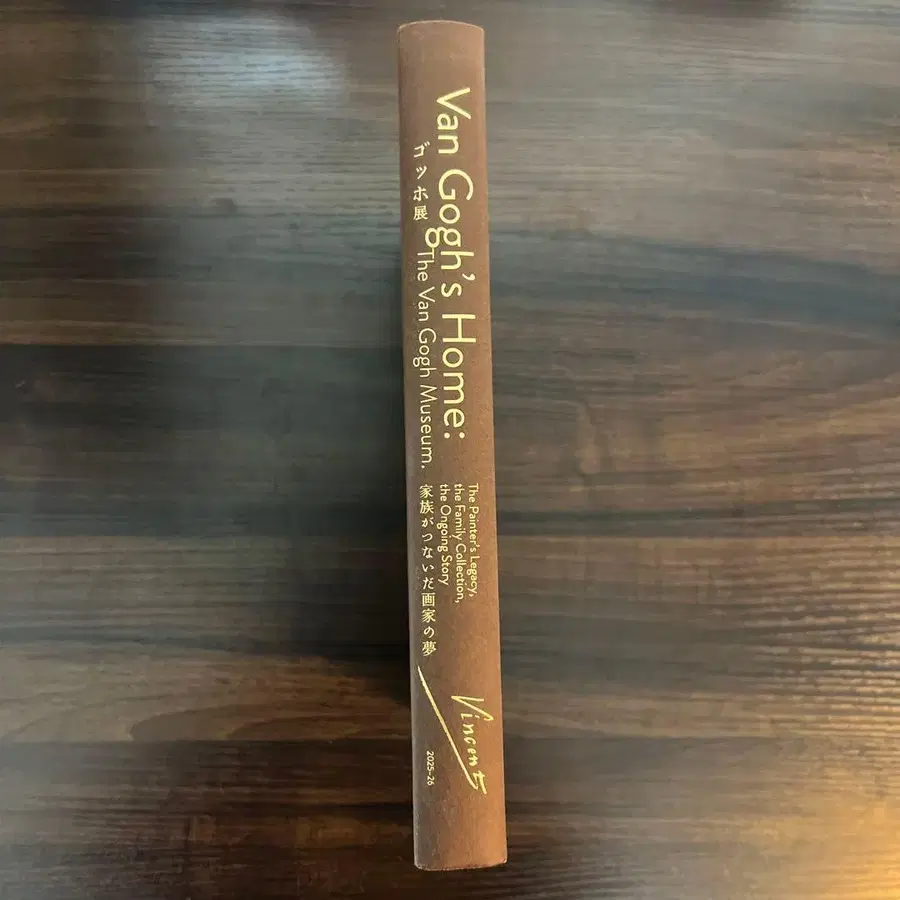 Van Gogh's Home:
The Van Gogh Museum.
ゴッホ展
The Painter's Legacy,
the Family Collection,
the Ongoing Story
家族がつないだ画家の夢
Vincent
2025–26